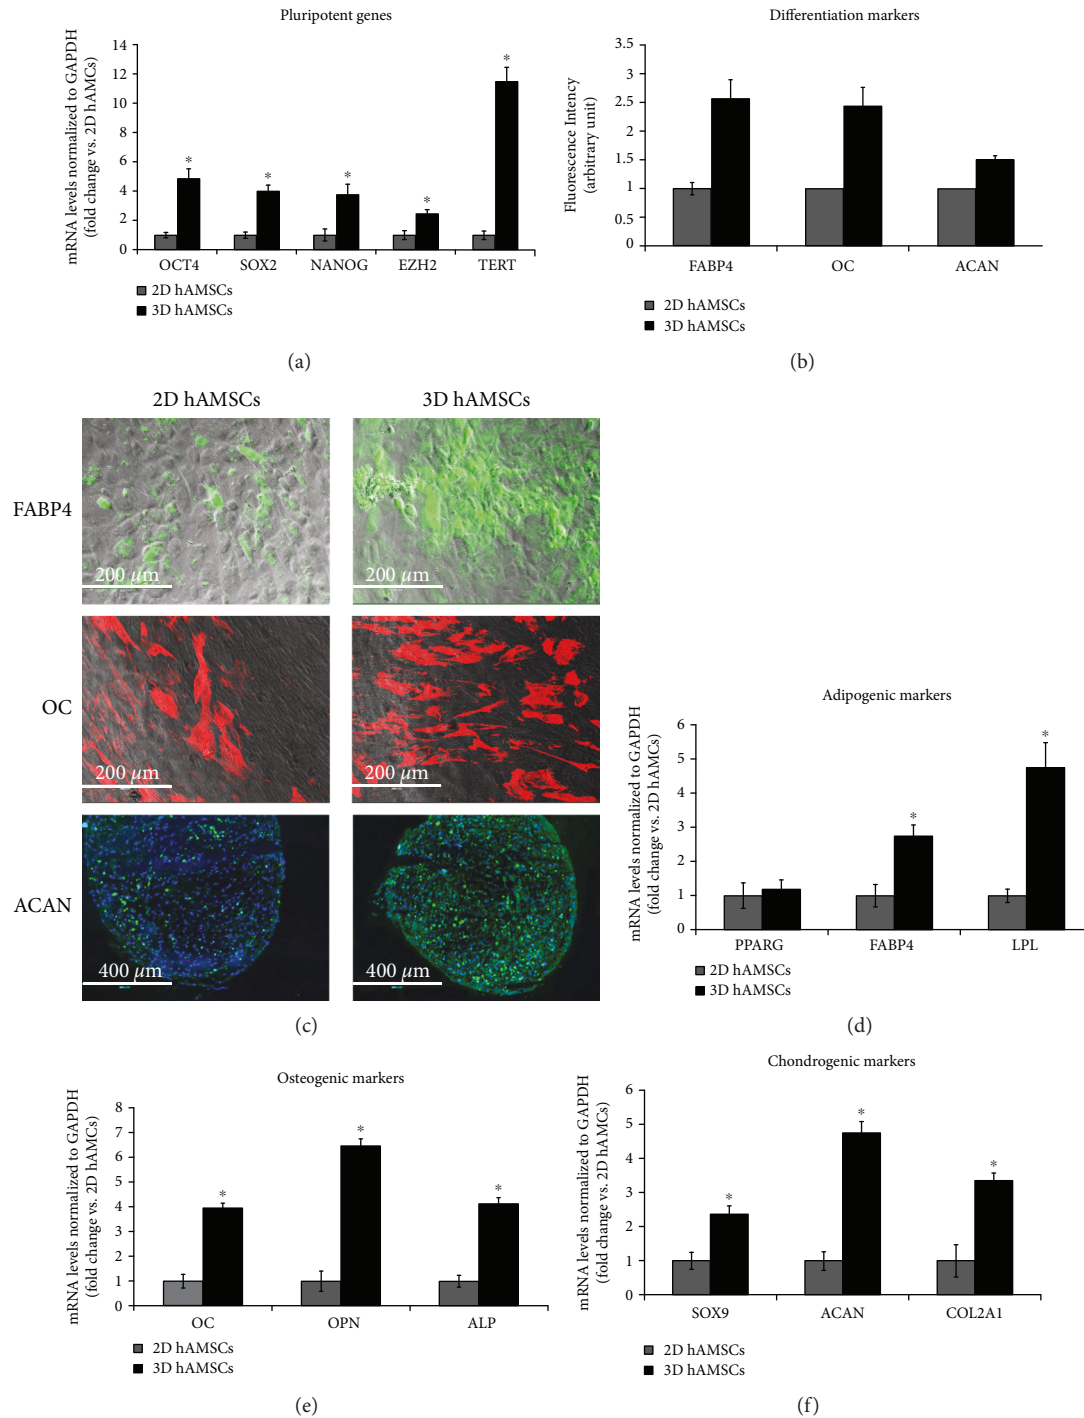 Pluripotent genes
mRNA levels normalized to GAPDH
(fold change vs. 2D hAMCs)
14
12
10
8
6
4
2
0
*
*
*
*
*
OCT4 SOX2 NANOG EZH2 TERT
2D hAMSCs
3D hAMSCs
(a)
Differentiation markers
Fluorescence Intency
(arbitrary unit)
3.5
3
2.5
2
1.5
1
0.5
0
FABP4 OC ACAN
2D hAMSCs
3D hAMSCs
(b)
2D hAMSCs 3D hAMSCs
FABP4
200 µm 200 µm
OC
200 µm 200 µm
ACAN
400 µm 400 µm
(c)
Adipogenic markers
mRNA levels normalized to GAPDH
(fold change vs. 2D hAMCs)
6
5
4
3
2
1
0
*
*
PPARG FABP4 LPL
2D hAMSCs
3D hAMSCs
(d)
Osteogenic markers
mRNA levels normalized to GAPDH
(fold change vs. 2D hAMCs)
8
7
6
5
4
3
2
1
0
*
*
*
OC OPN ALP
2D hAMSCs
3D hAMSCs
(e)
Chondrogenic markers
mRNA levels normalized to GAPDH
(fold change vs. 2D hAMCs)
6
5
4
3
2
1
0
*
*
*
SOX9 ACAN COL2A1
2D hAMSCs
3D hAMSCs
(f)